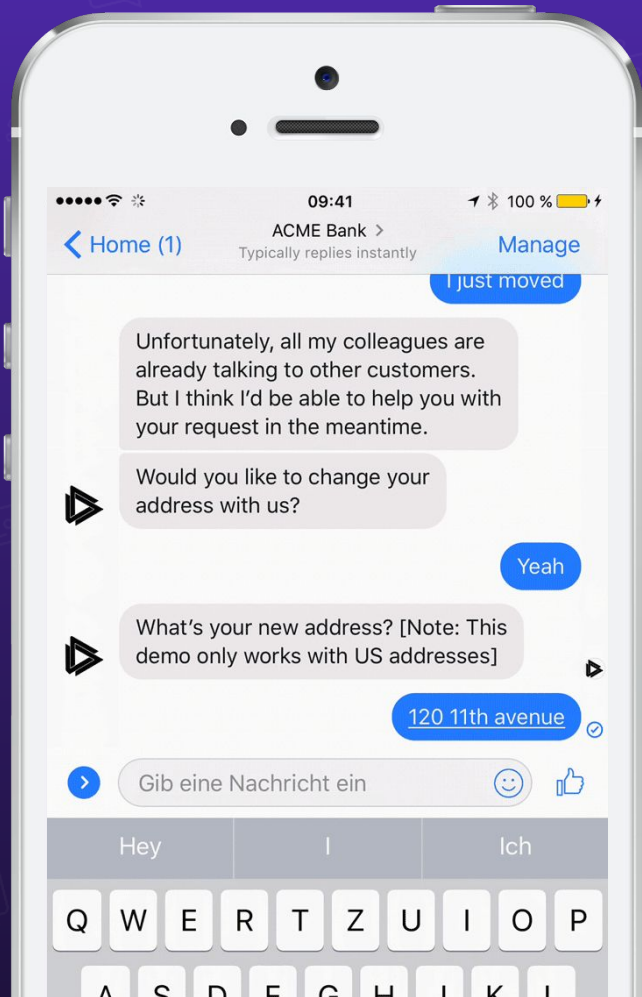 09:41
100 %
Home (1)
ACME Bank >
Typically replies instantly
Manage
I just moved
Unfortunately, all my colleagues are
already talking to other customers.
But I think I’d be able to help you with
your request in the meantime.
Would you like to change your
address with us?
Yeah
What’s your new address? [Note: This
demo only works with US addresses]
120 11th avenue
Gib eine Nachricht ein
Hey I Ich
Q W E R T Z U I O P
A S D F G H J K L